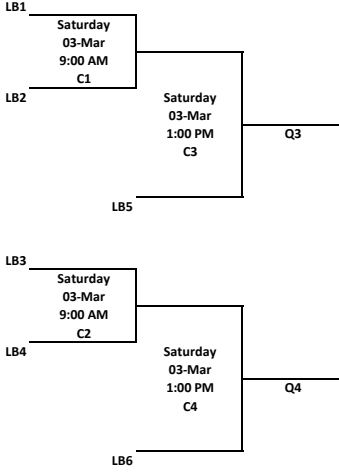 LB1
Saturday
03-Mar
9:00 AM
C1
LB2
Saturday
03-Mar
1:00 PM
C3
Q3
LB5
LB3
Saturday
03-Mar
9:00 AM
C2
LB4
Saturday
03-Mar
1:00 PM
C4
Q4
LB6